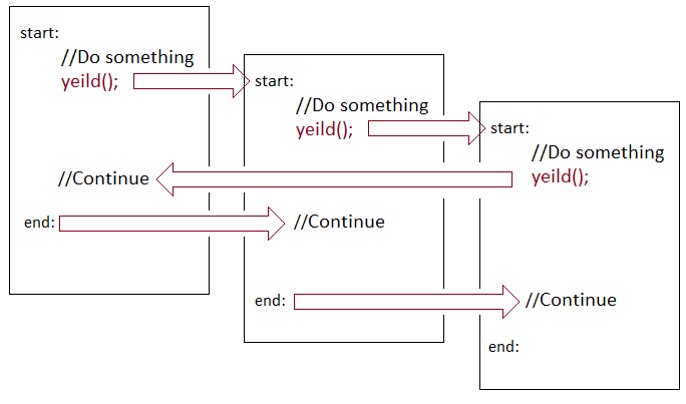 start:
//Do something
yeild();
//Continue
end:
start:
//Do something
yeild();
//Continue
end:
start:
//Do something
yeild();
//Continue
end: